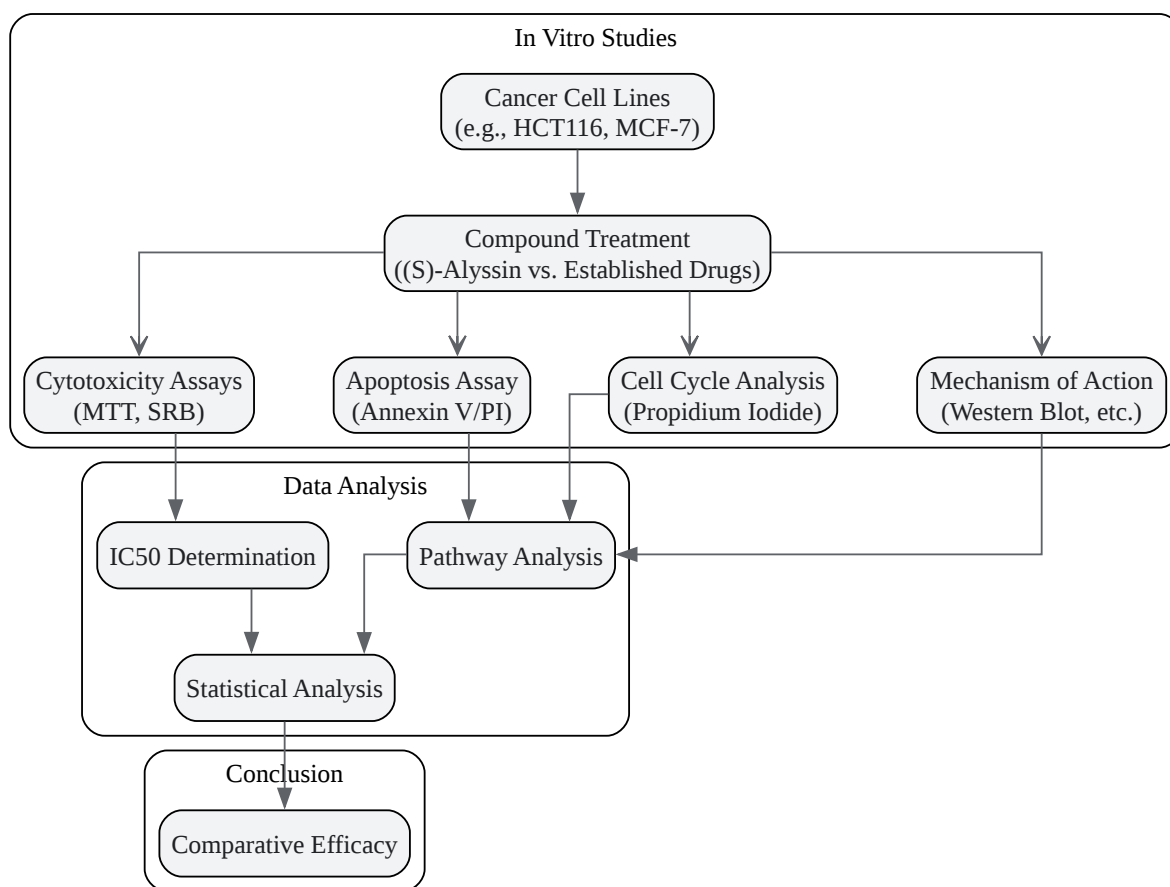 In Vitro Studies
Cancer Cell Lines
(e.g., HCT116, MCF-7)
Compound Treatment
((S)-Alyssin vs. Established Drugs)
Cytotoxicity Assays
(MTT, SRB)
Apoptosis Assay
(Annexin V/PI)
Cell Cycle Analysis
(Propidium Iodide)
Mechanism of Action
(Western Blot, etc.)
Data Analysis
IC50 Determination
Pathway Analysis
Statistical Analysis
Conclusion
Comparative Efficacy